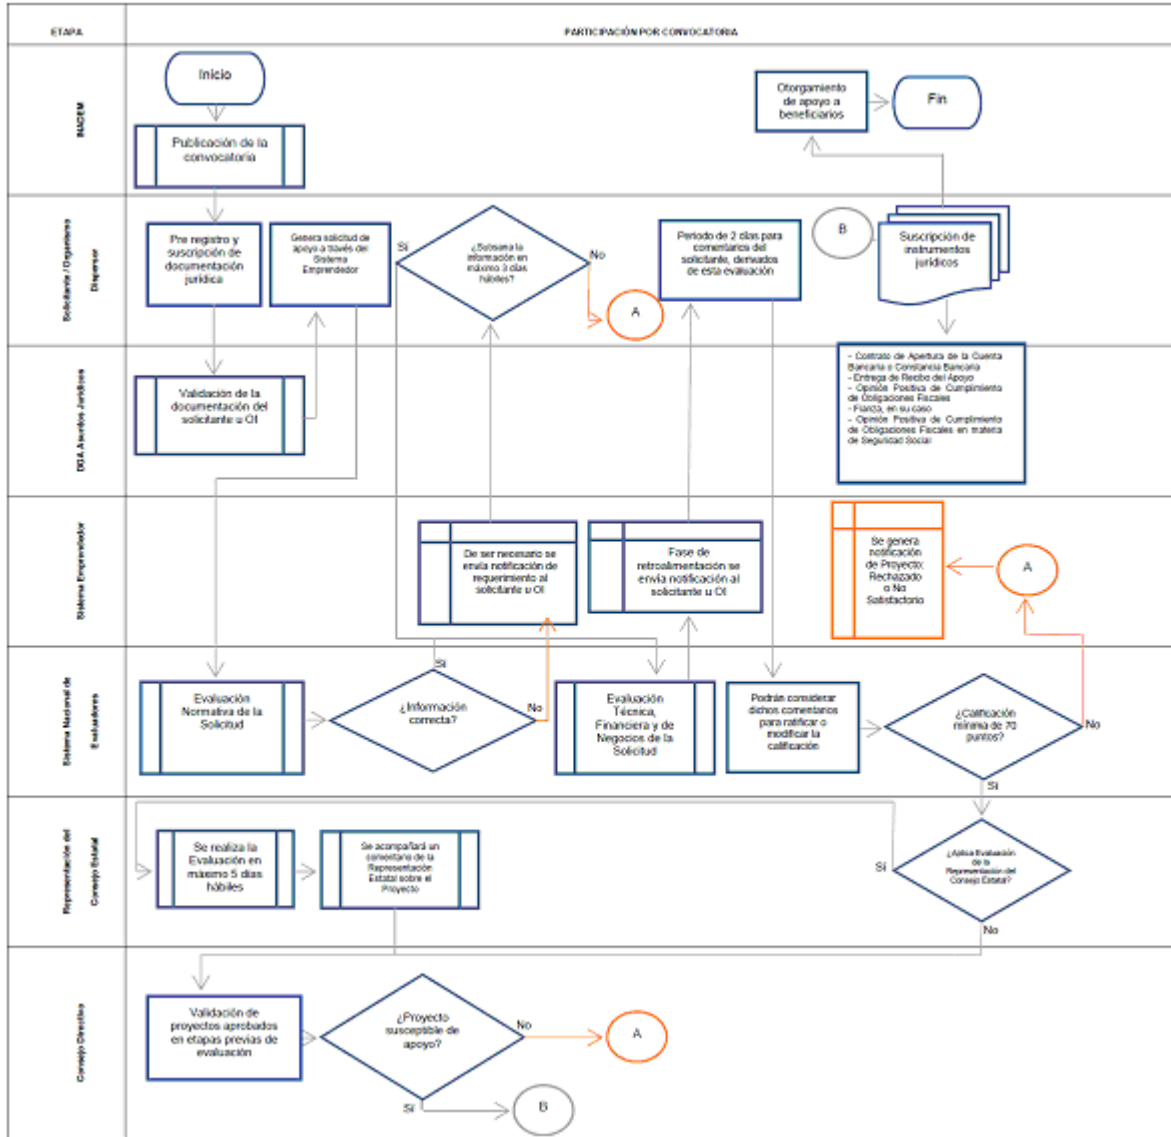 ETAPA
PARTICIPACIÓN POR CONVOCATORIA
INADEM
Inicio
Publicación de la
convocatoria
Otorgamiento
de apoyo a
beneficiarios
Fin
Solicitante / Organismo
Dispersor
Pre registro y
suscripción de
documentación
jurídica
Genera solicitud de
apoyo a través del
Sistema
Emprendedor
Sí
¿Subsana la
información en
máximo 3 días
hábiles?
No
A
Periodo de 2 días para
comentarios del
solicitante, derivados
de esta evaluación
B
Suscripción de
instrumentos
jurídicos
DGA Asuntos Jurídicos
Validación de la
documentación del
solicitante u OI
- Contrato de Apertura de la Cuenta
Bancaria o Constancia Bancaria
- Entrega de Recibo del Apoyo
- Opinión Positiva de Cumplimiento
de Obligaciones Fiscales
- Fianza, en su caso
- Opinión Positiva de Cumplimiento
de Obligaciones Fiscales en materia
de Seguridad Social
Sistema Emprendedor
De ser necesario se
envía notificación de
requerimiento al
solicitante u OI
Fase de
retroalimentación se
envía notificación al
solicitante u OI
Se genera
notificación
de Proyecto:
Rechazado
o No
Satisfactorio
A
Sistema Nacional de
Evaluadores
Evaluación
Normativa de la
Solicitud
Sí
¿Información
correcta?
No
Evaluación
Técnica,
Financiera y de
Negocios de la
Solicitud
Podrán considerar
dichos comentarios
para ratificar o
modificar la
calificación
¿Calificación
mínima de 70
puntos?
No
Sí
Representación del
Consejo Estatal
Se realiza la
Evaluación en
máximo 5 días
hábiles
Se acompañará un
comentario de la
Representación
Estatal sobre el
Proyecto
Sí
¿Aplica Evaluación
de la
Representación del
Consejo Estatal?
No
Consejo Directivo
Validación de
proyectos aprobados
en etapas previas de
evaluación
¿Proyecto
susceptible de
apoyo?
No
A
Sí
B